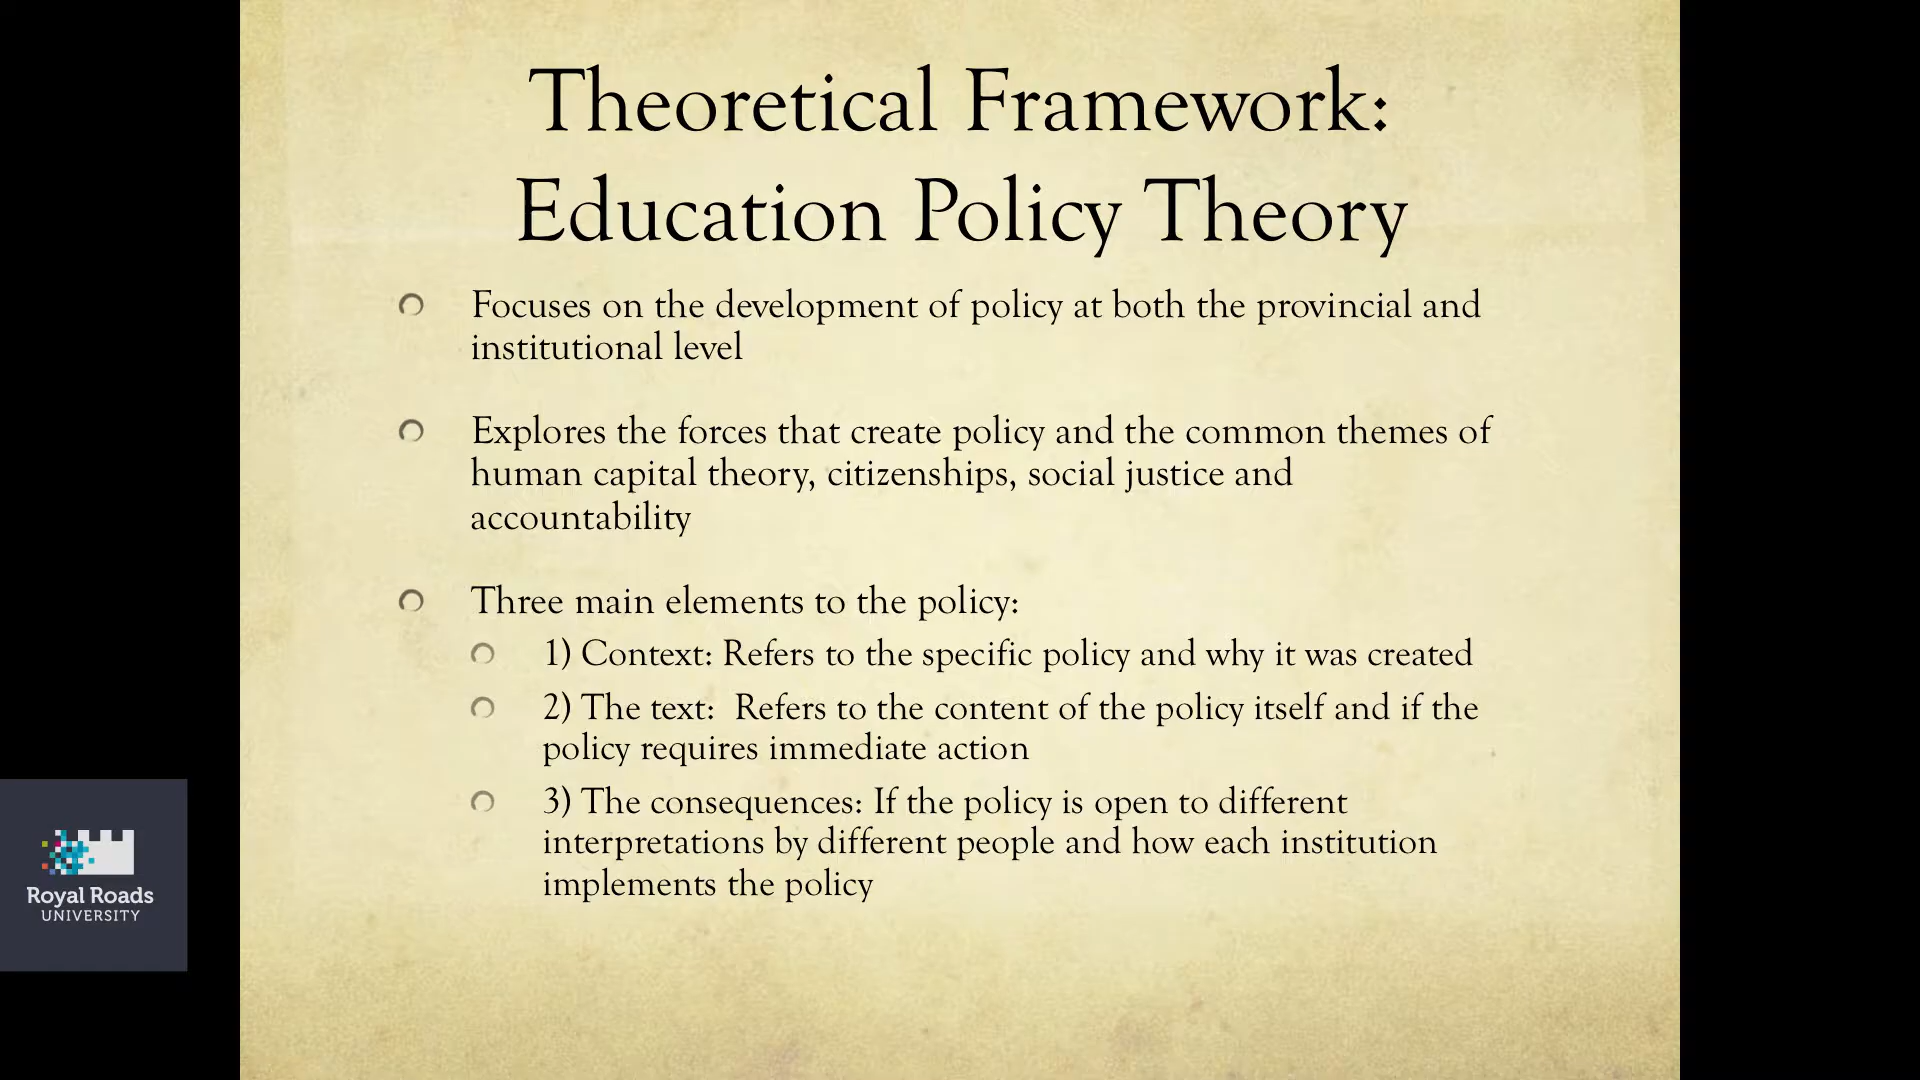 Theoretical Framework:
Education Policy Theory
Focuses on the development of policy at both the provincial and
institutional level
Explores the forces that create policy and the common themes of
human capital theory, citizenships, social justice and
accountability
Three main elements to the policy:
1) Context: Refers to the specific policy and why it was created
2) The text:  Refers to the content of the policy itself and if the
policy requires immediate action
3) The consequences: If the policy is open to different
interpretations by different people and how each institution
implements the policy
Royal Roads
UNIVERSITY